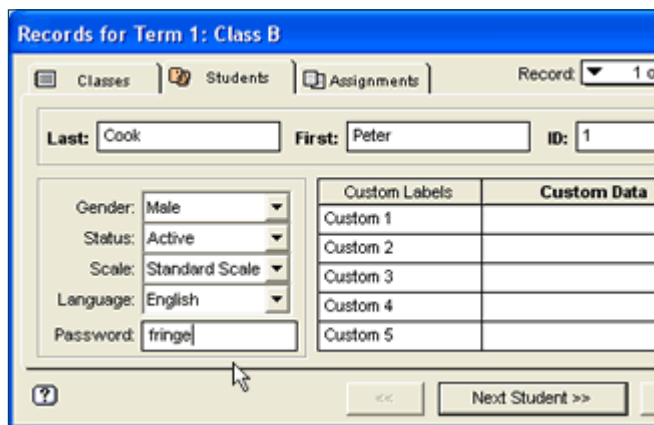 Records for Term 1: Class B
Classes Students Assignments Record: 1 o
Last: Cook First: Peter ID: 1
Gender: Male
Status: Active
Scale: Standard Scale
Language: English
Password: fringe
Custom Labels Custom Data
Custom 1
Custom 2
Custom 3
Custom 4
Custom 5
? << Next Student >>